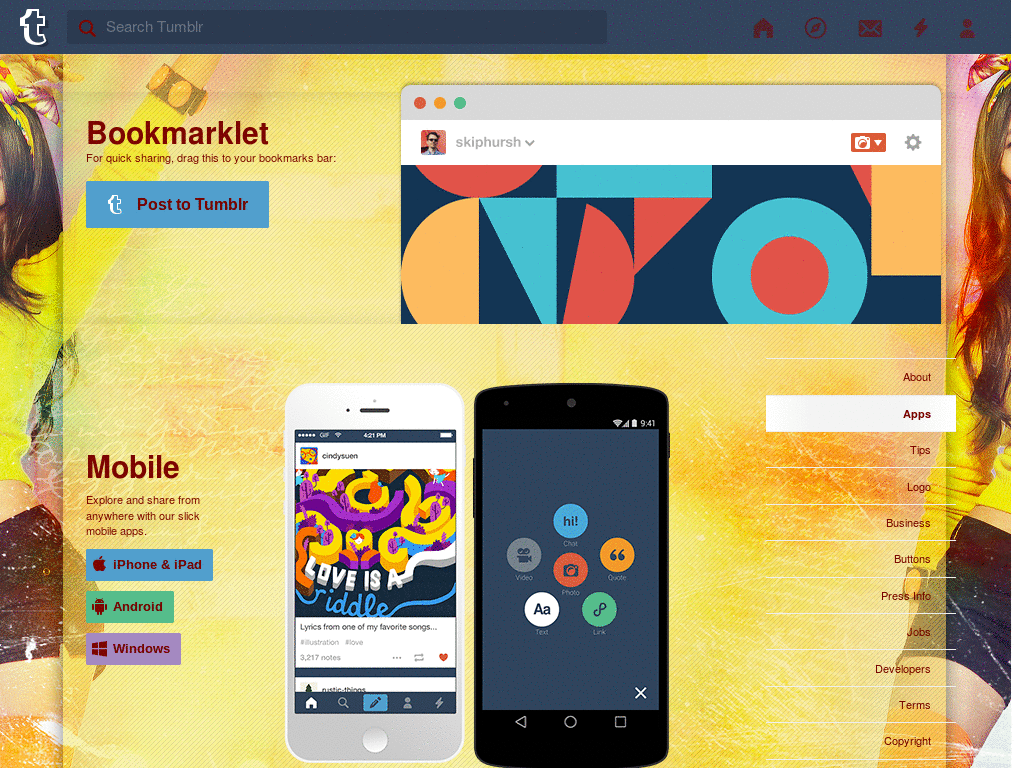 Search Tumblr
Bookmarklet
For quick sharing, drag this to your bookmarks bar:
Post to Tumblr
skiphursh
Mobile
Explore and share from
anywhere with our slick
mobile apps.
iPhone & iPad
Android
Windows
GIF
4:21 PM
cindysuen
LOVE IS A
riddle
Lyrics from one of my favorite songs...
#illustration #love
3,217 notes
rustic-things
9:41
hi!
Chat
Video
Photo
Quote
Aa
Text
Link
About
Apps
Tips
Logo
Business
Buttons
Press Info
Jobs
Developers
Terms
Copyright